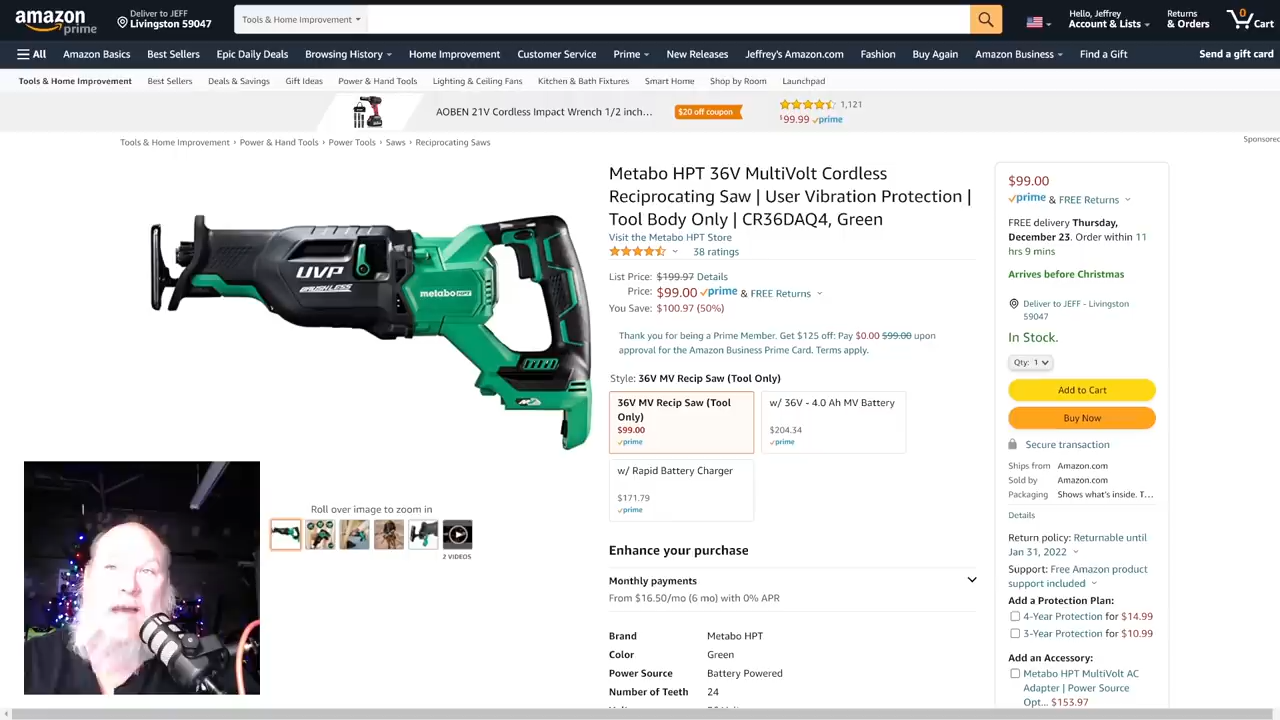 amazon
prime
Deliver to JEFF
Livingston 59047
Tools & Home Improvement
Hello, Jeffrey
Account & Lists
Returns
& Orders
0
Cart
All
Amazon Basics
Best Sellers
Epic Daily Deals
Browsing History
Home Improvement
Customer Service
Prime
New Releases
Jeffrey's Amazon.com
Fashion
Buy Again
Amazon Business
Find a Gift
Send a gift card
Tools & Home Improvement
Best Sellers
Deals & Savings
Gift Ideas
Power & Hand Tools
Lighting & Ceiling Fans
Kitchen & Bath Fixtures
Smart Home
Shop by Room
Launchpad
AOBEN 21V Cordless Impact Wrench 1/2 inch...
$20 off coupon
1,121
$99.99 prime
Sponsored
Tools & Home Improvement › Power & Hand Tools › Power Tools › Saws › Reciprocating Saws
UVP
BRUSHLESS
metabo HPT
Roll over image to zoom in
2 VIDEOS
Metabo HPT 36V MultiVolt Cordless
Reciprocating Saw | User Vibration Protection |
Tool Body Only | CR36DAQ4, Green
Visit the Metabo HPT Store
38 ratings
List Price: $199.97 Details
Price: $99.00 prime & FREE Returns
You Save: $100.97 (50%)
Thank you for being a Prime Member. Get $125 off: Pay $0.00 $99.00 upon
approval for the Amazon Business Prime Card. Terms apply.
Style: 36V MV Recip Saw (Tool Only)
36V MV Recip Saw (Tool
Only)
$99.00
prime
w/ 36V - 4.0 Ah MV Battery
$204.34
prime
w/ Rapid Battery Charger
$171.79
prime
Enhance your purchase
Monthly payments
From $16.50/mo (6 mo) with 0% APR
Brand Metabo HPT
Color Green
Power Source Battery Powered
Number of Teeth 24
$99.00
prime & FREE Returns
FREE delivery Thursday,
December 23. Order within 11
hrs 9 mins
Arrives before Christmas
Deliver to JEFF - Livingston
59047
In Stock.
Qty: 1
Add to Cart
Buy Now
Secure transaction
Ships from Amazon.com
Sold by Amazon.com
Packaging Shows what's inside. T...
Details
Return policy: Returnable until
Jan 31, 2022
Support: Free Amazon product
support included
Add a Protection Plan:
4-Year Protection for $14.99
3-Year Protection for $10.99
Add an Accessory:
Metabo HPT MultiVolt AC
Adapter | Power Source
Opt... $153.97